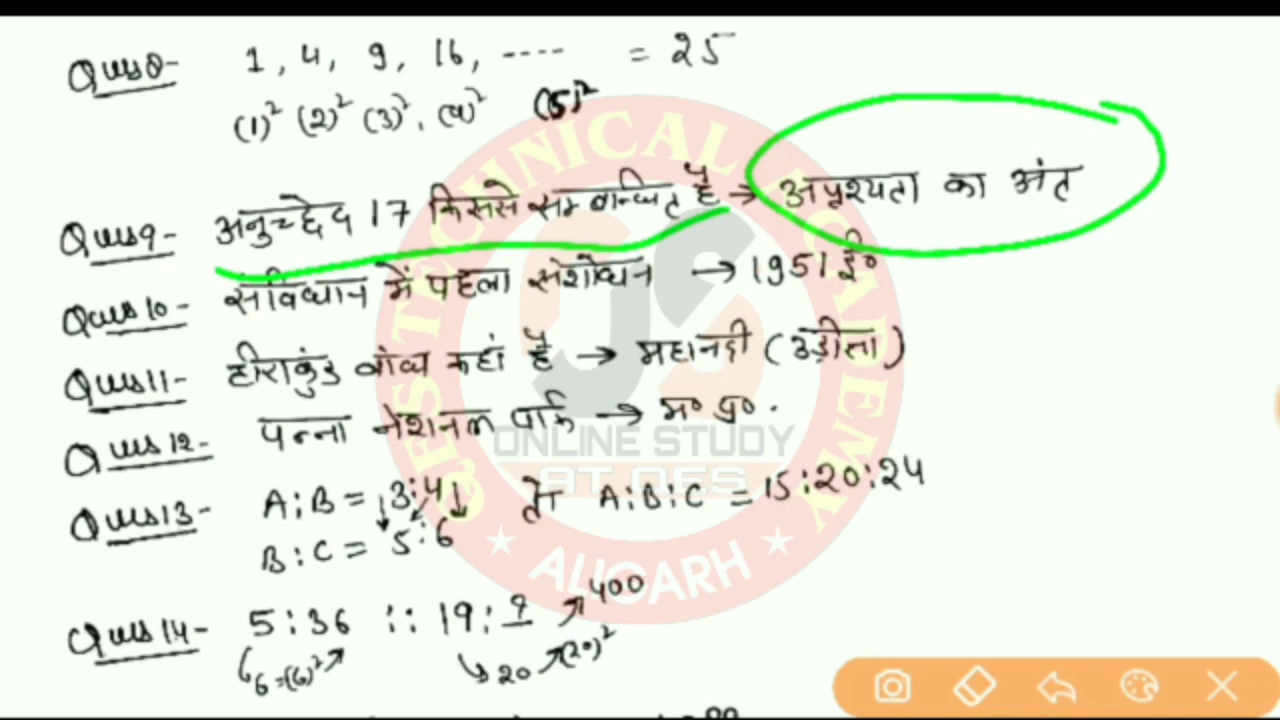 Ques8- 1, 4, 9, 16, ---- = 25
(1)² (2)² (3)², (4)² (5)²
Ques9- अनुच्छेद 17 किससे सम्बन्धित है → अपृश्यता का अंत
Ques10- संविधान में पहला संशोधन → 1951 ई०
Ques11- हीराकुंड बांध कहां है → महानदी (उड़ीसा)
Ques12- पन्ना नेशनल पार्क → म० प्र०.
Ques13- A:B = 3:4 तो A:B:C = 15:20:24
B:C = 5:6
Ques14- 5:36 :: 19:? ↗400
6=(6)² ↗ ↘20 ↗(20)²
TECHNICAL ACADEMY
ONLINE STUDY
AT QES
★ ALIGARH ★